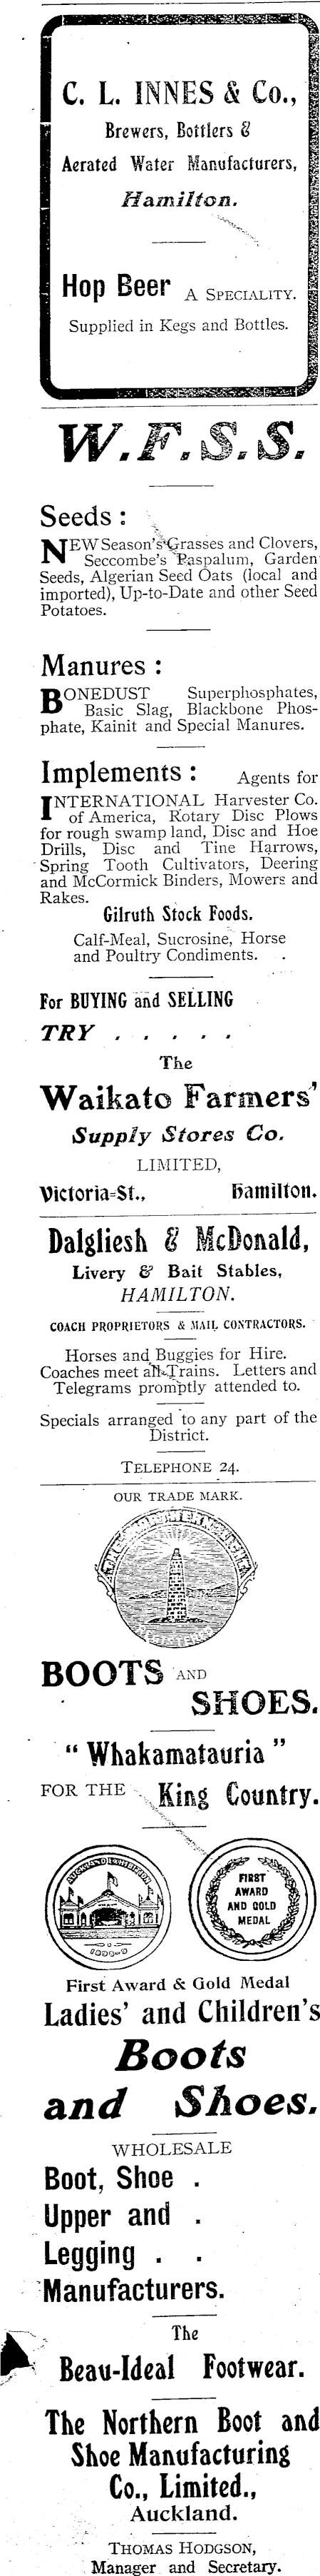 C. L. INNES & Co.,
Brewers, Bottlers &
Aerated Water Manufacturers,
Hamilton.
Hop Beer A SPECIALITY.
Supplied in Kegs and Bottles.
W.F.S.S.
Seeds :
NEW Season's Grasses and Clovers,
Seccombe's Paspalum, Garden
Seeds, Algerian Seed Oats (local and
imported), Up-to-Date and other Seed
Potatoes.
Manures :
BONEDUST Superphosphates,
Basic Slag, Blackbone Phos-
phate, Kainit and Special Manures.
Implements : Agents for
INTERNATIONAL Harvester Co.
of America, Rotary Disc Plows
for rough swamp land, Disc and Hoe
Drills, Disc and Tine Harrows,
Spring Tooth Cultivators, Deering
and McCormick Binders, Mowers and
Rakes.
Gilruth Stock Foods.
Calf-Meal, Sucrosine, Horse
and Poultry Condiments.
For BUYING and SELLING
TRY . . . . .
The
Waikato Farmers'
Supply Stores Co.
LIMITED,
Victoria-St., Hamilton.
Dalgliesh & McDonald,
Livery & Bait Stables,
HAMILTON.
COACH PROPRIETORS & MAIL CONTRACTORS.
Horses and Buggies for Hire.
Coaches meet all Trains. Letters and
Telegrams promptly attended to.
Specials arranged to any part of the
District.
TELEPHONE 24.
OUR TRADE MARK.
BOOTS AND
SHOES.
"Whakamatauria"
FOR THE King Country.
AUCKLAND EXHIBITION
1898-9
FIRST
AWARD
AND GOLD
MEDAL
First Award & Gold Medal
Ladies' and Children's
Boots
and Shoes.
WHOLESALE
Boot, Shoe .
Upper and .
Legging . .
Manufacturers.
The
Beau-Ideal Footwear.
The Northern Boot and
Shoe Manufacturing
Co., Limited.,
Auckland.
THOMAS HODGSON,
Manager and Secretary.